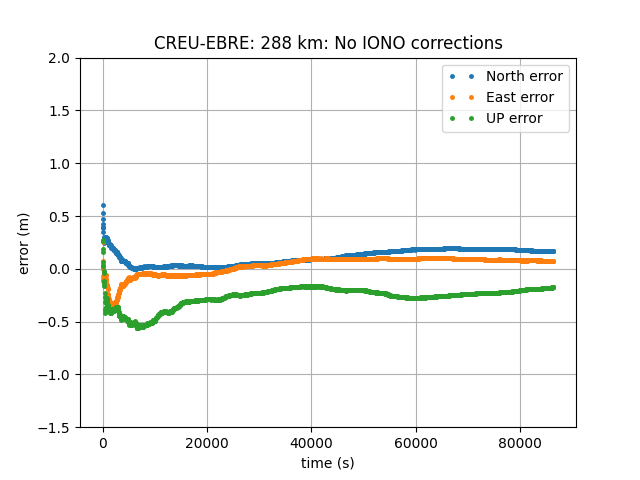 CREU-EBRE: 288 km: No IONO corrections
North error
East error
UP error
error (m)
2.0
1.5
1.0
0.5
0.0
−0.5
−1.0
−1.5
0 20000 40000 60000 80000
time (s)